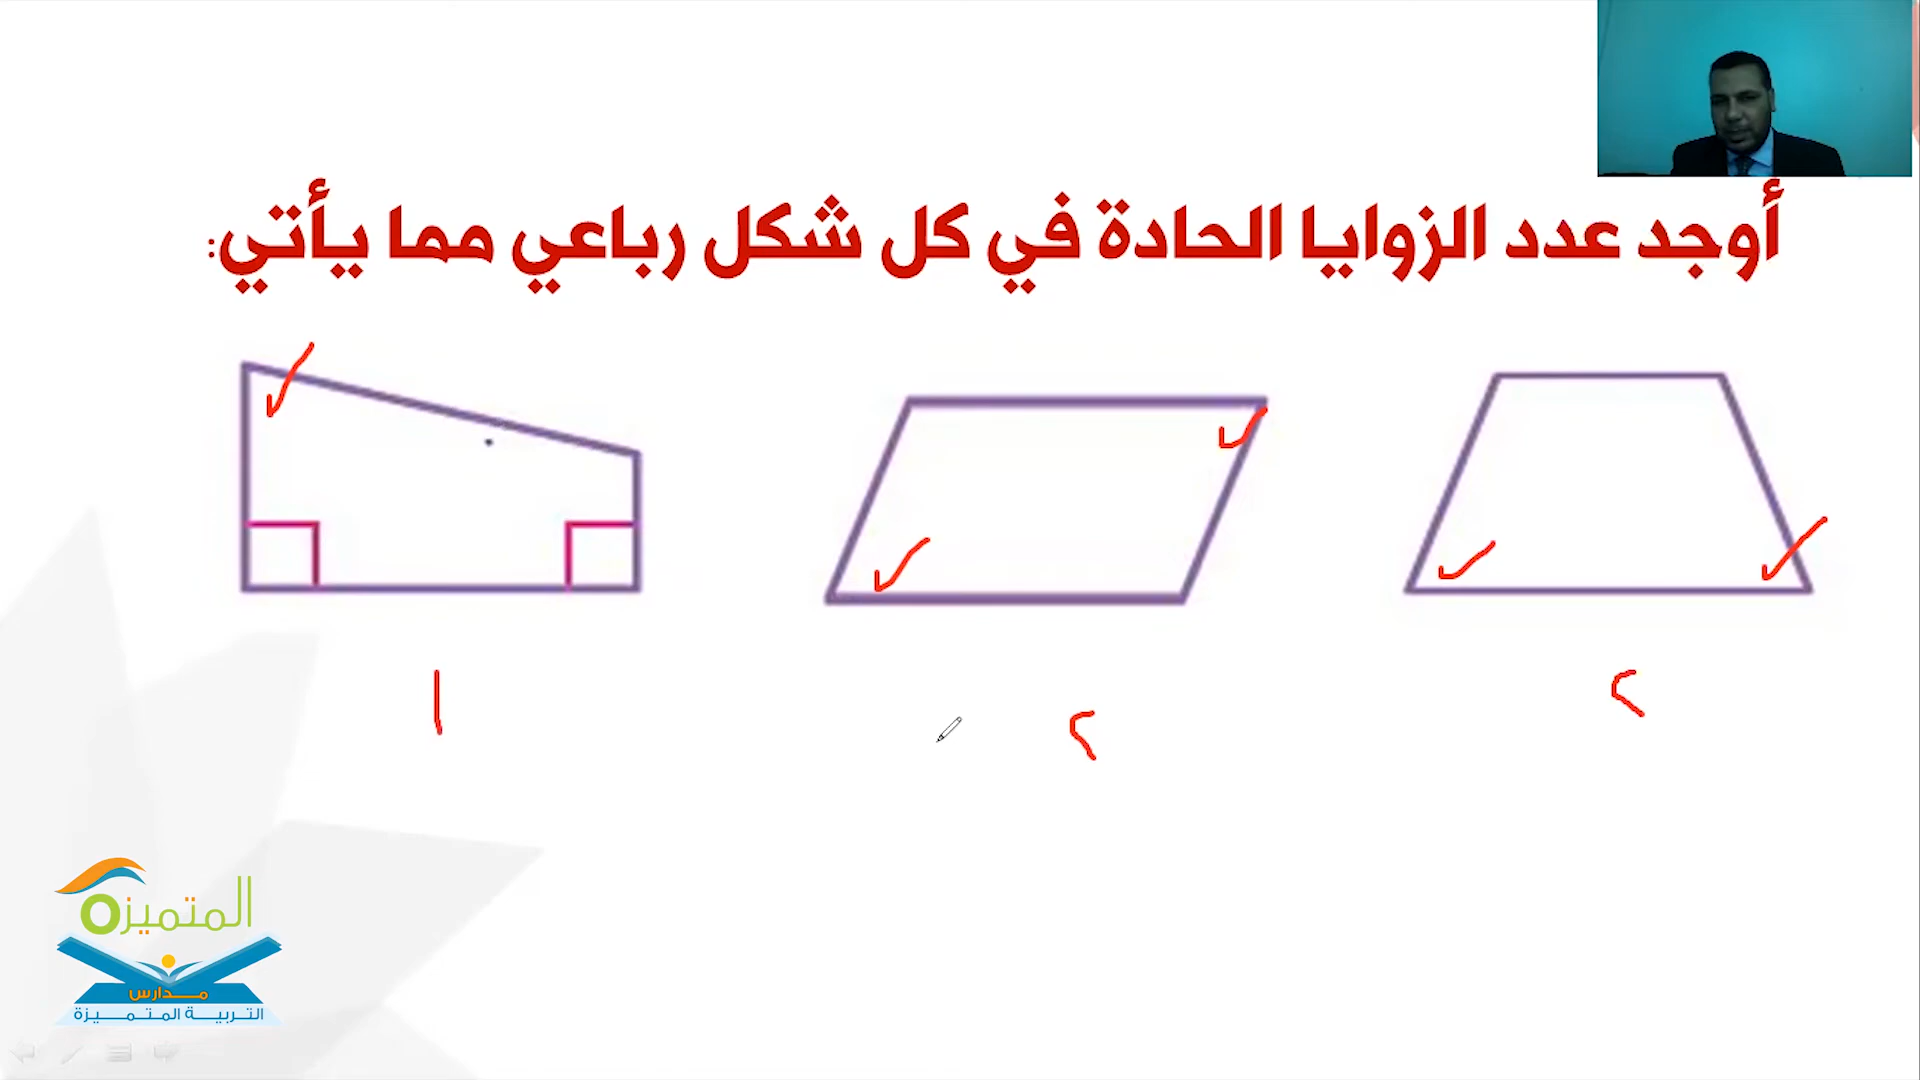 أوجد عدد الزوايا الحادة في كل شكل رباعي مما يأتي:
٢
٢
١
المتميزة
مدارس
التربية المتميزة